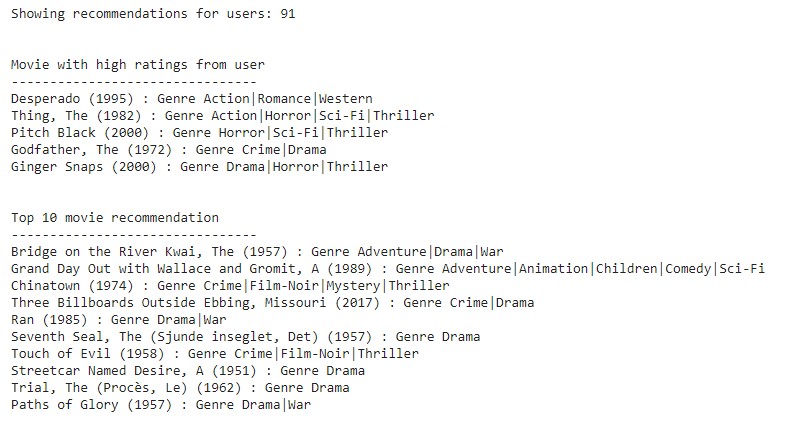 Showing recommendations for users: 91
Movie with high ratings from user
--------------------------------
Desperado (1995) : Genre Action|Romance|Western
Thing, The (1982) : Genre Action|Horror|Sci-Fi|Thriller
Pitch Black (2000) : Genre Horror|Sci-Fi|Thriller
Godfather, The (1972) : Genre Crime|Drama
Ginger Snaps (2000) : Genre Drama|Horror|Thriller
Top 10 movie recommendation
--------------------------------
Bridge on the River Kwai, The (1957) : Genre Adventure|Drama|War
Grand Day Out with Wallace and Gromit, A (1989) : Genre Adventure|Animation|Children|Comedy|Sci-Fi
Chinatown (1974) : Genre Crime|Film-Noir|Mystery|Thriller
Three Billboards Outside Ebbing, Missouri (2017) : Genre Crime|Drama
Ran (1985) : Genre Drama|War
Seventh Seal, The (Sjunde inseglet, Det) (1957) : Genre Drama
Touch of Evil (1958) : Genre Crime|Film-Noir|Thriller
Streetcar Named Desire, A (1951) : Genre Drama
Trial, The (Procès, Le) (1962) : Genre Drama
Paths of Glory (1957) : Genre Drama|War